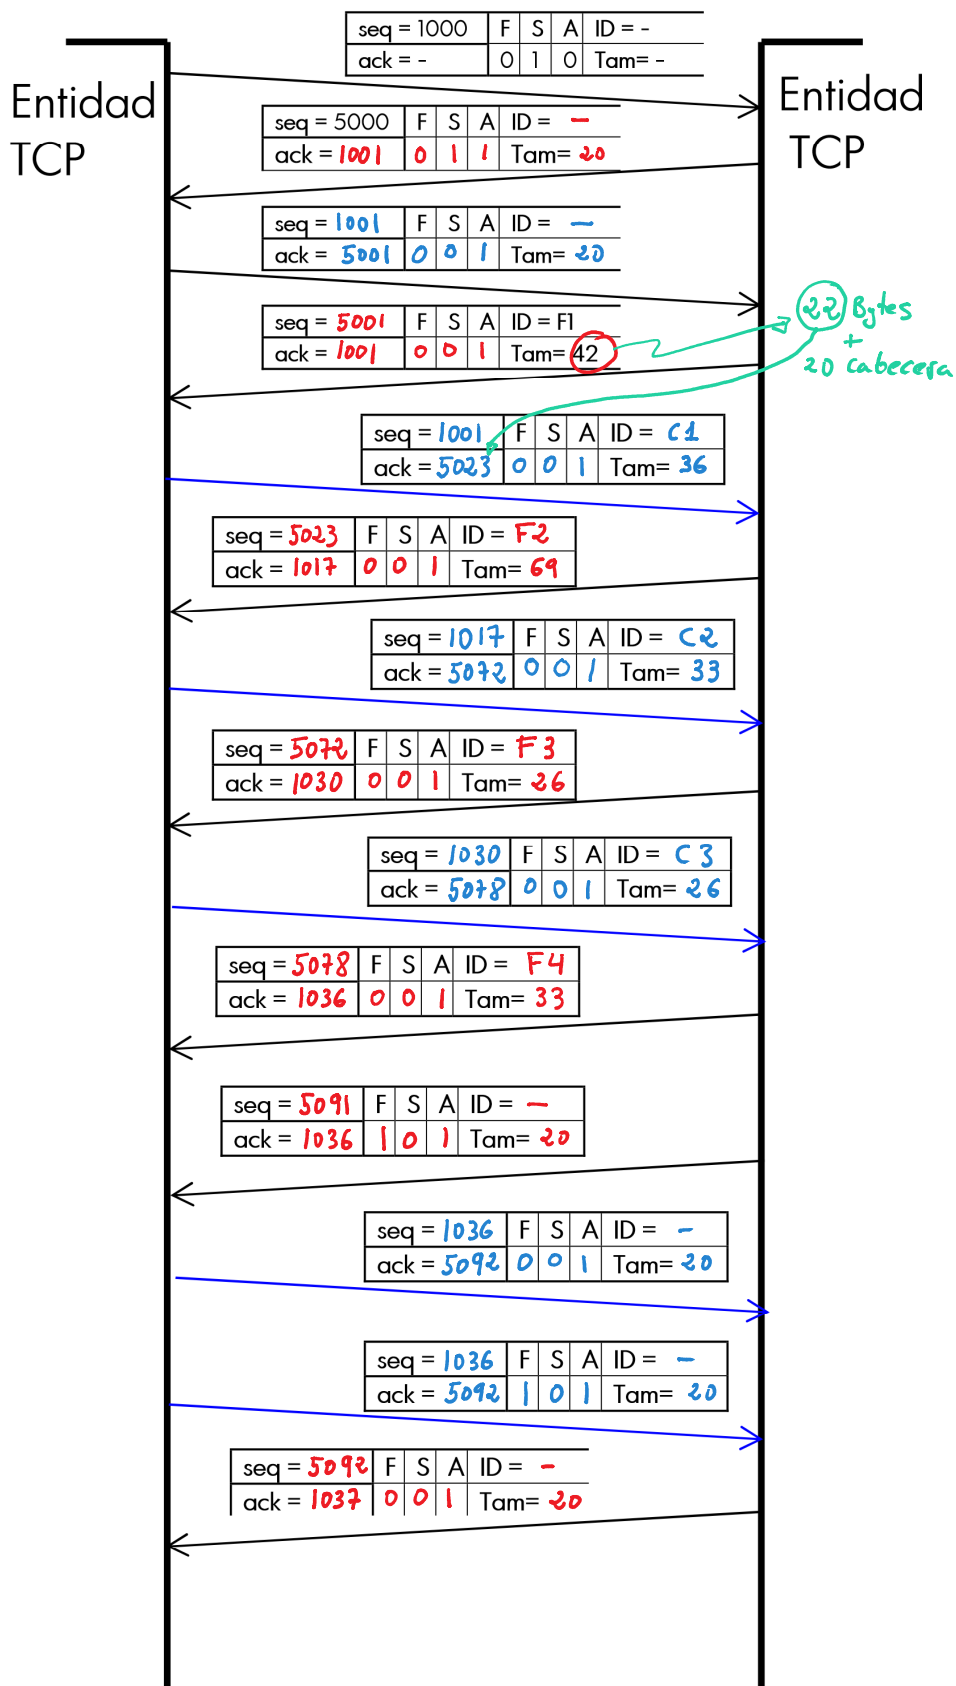 seq = 1000 F S A ID = -
ack = - 0 1 0 Tam= -
Entidad TCP
Entidad TCP
seq = 5000 F S A ID = -
ack = 1001 0 1 1 Tam= 20
seq = 1001 F S A ID = -
ack = 5001 0 0 1 Tam= 20
22 Bytes
+
20 cabecera
seq = 5001 F S A ID = F1
ack = 1001 0 0 1 Tam= 42
seq = 1001 F S A ID = C1
ack = 5023 0 0 1 Tam= 36
seq = 5023 F S A ID = F2
ack = 1017 0 0 1 Tam= 69
seq = 1017 F S A ID = C2
ack = 5072 0 0 1 Tam= 33
seq = 5072 F S A ID = F3
ack = 1030 0 0 1 Tam= 26
seq = 1030 F S A ID = C3
ack = 5078 0 0 1 Tam= 26
seq = 5078 F S A ID = F4
ack = 1036 0 0 1 Tam= 33
seq = 5091 F S A ID = -
ack = 1036 1 0 1 Tam= 20
seq = 1036 F S A ID = -
ack = 5092 0 0 1 Tam= 20
seq = 1036 F S A ID = -
ack = 5092 1 0 1 Tam= 20
seq = 5092 F S A ID = -
ack = 1037 0 0 1 Tam= 20